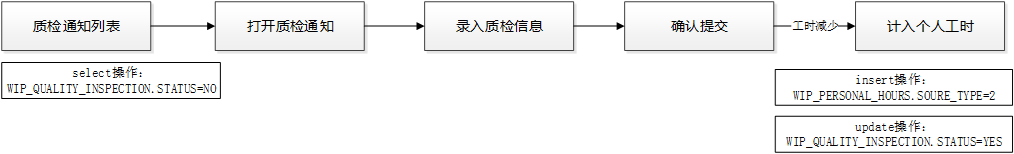 质检通知列表
打开质检通知
录入质检信息
确认提交
工时减少
计入个人工时
select操作：
WIP_QUALITY_INSPECTION.STATUS=NO
insert操作：
WIP_PERSONAL_HOURS.SOURE_TYPE=2
update操作：
WIP_QUALITY_INSPECTION.STATUS=YES